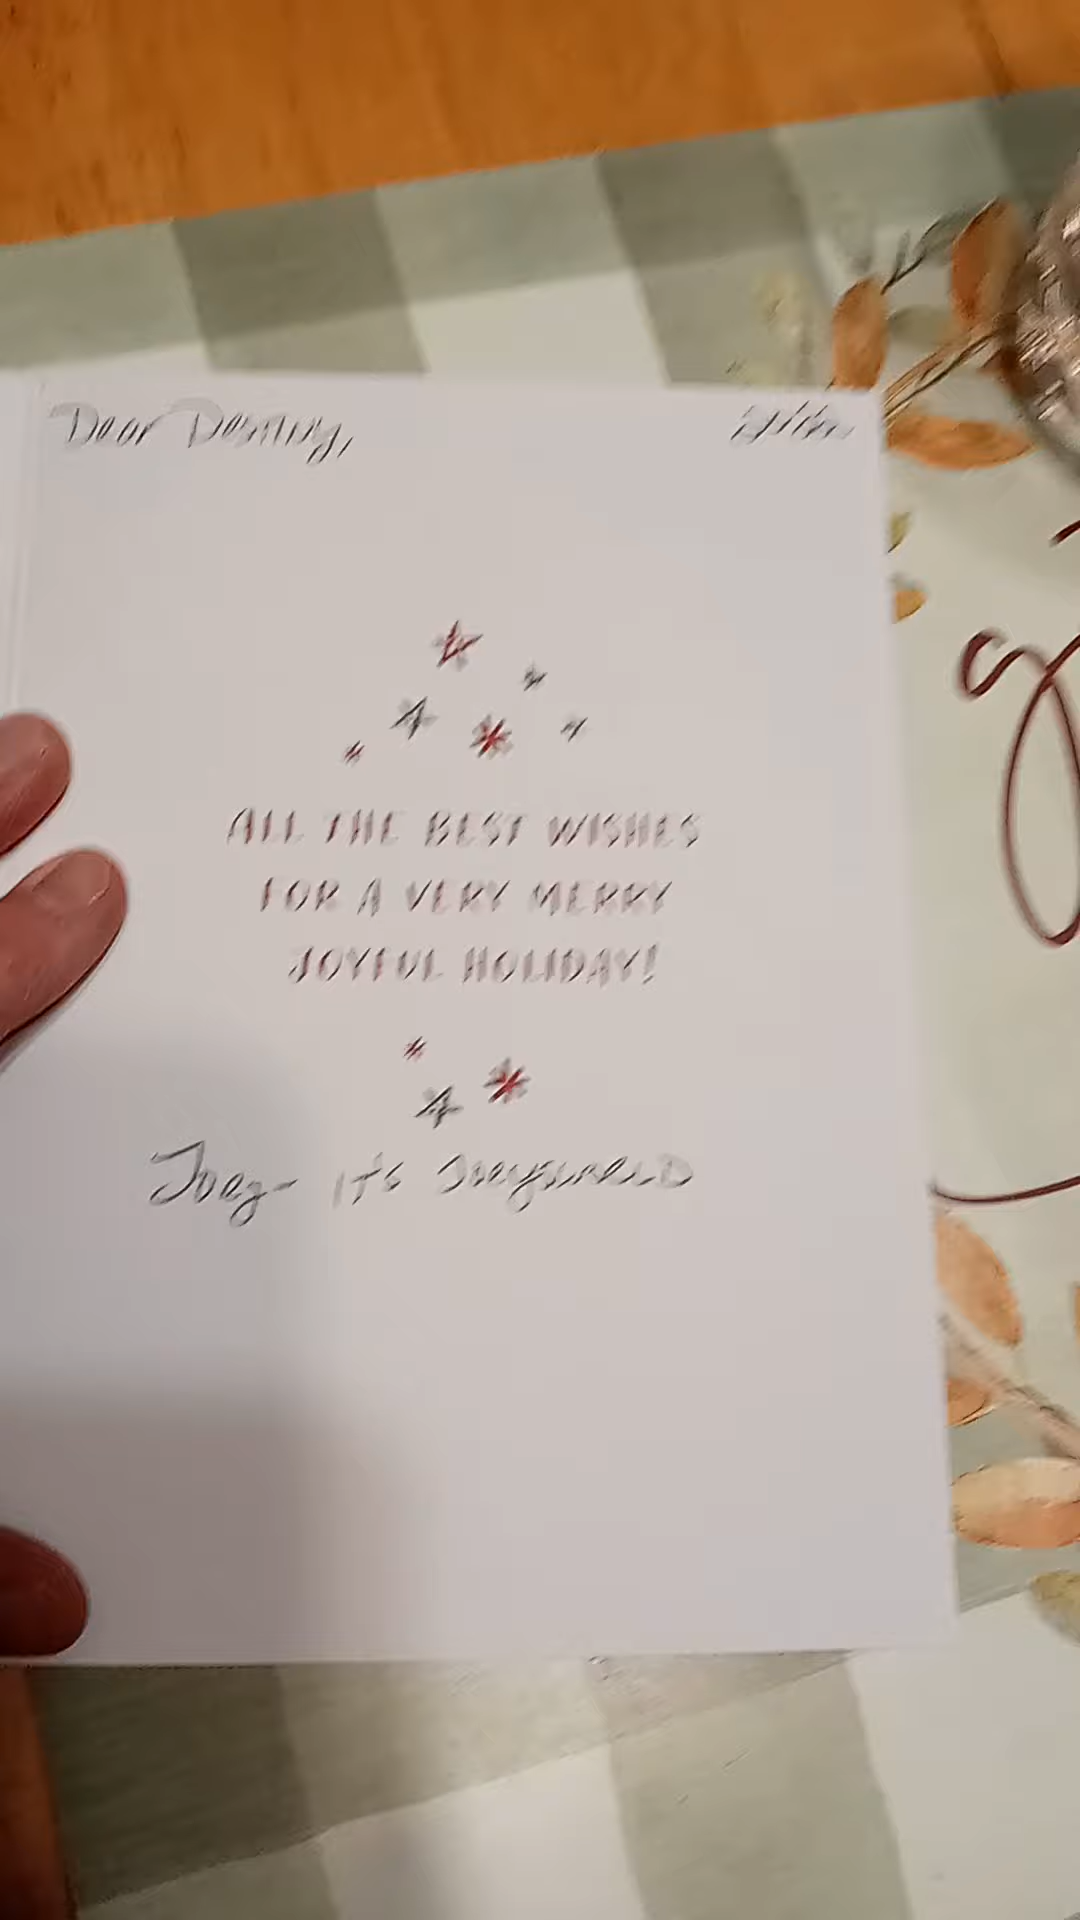 Dear Destiny,
ALL THE BEST WISHES
FOR A VERY MERRY
JOYFUL HOLIDAY!
Joey- IT'S